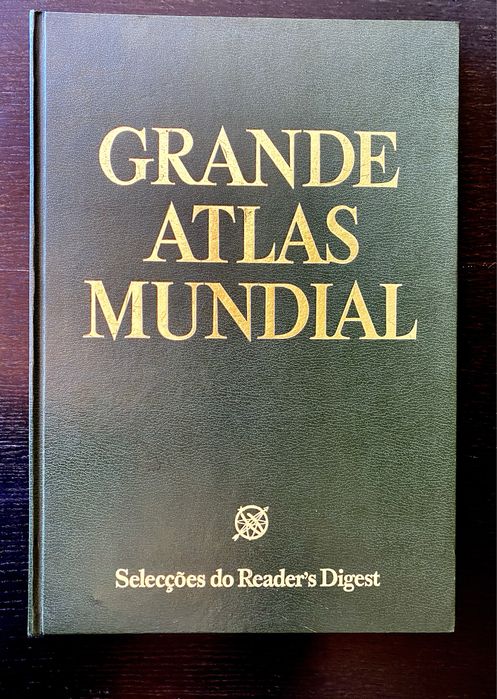 GRANDE
ATLAS
MUNDIAL
Selecções do Reader's Digest